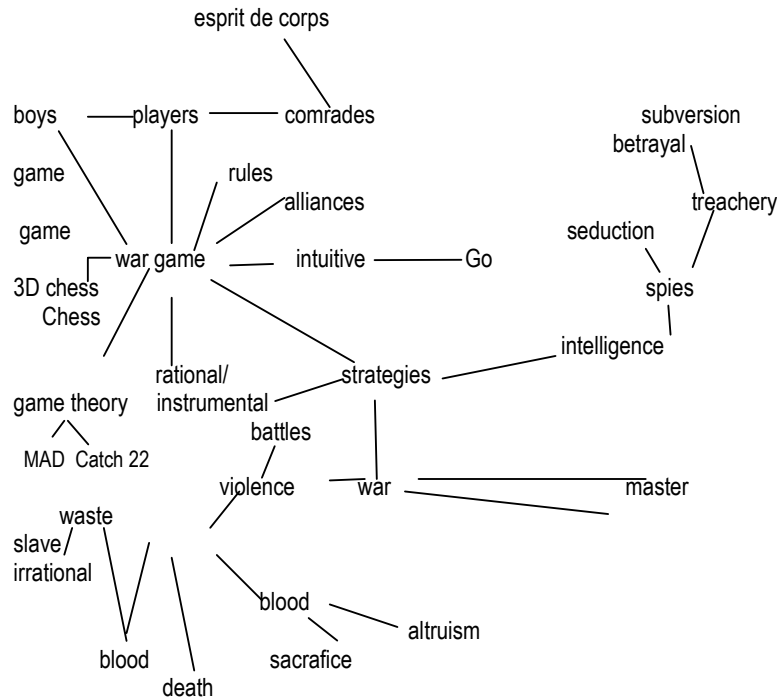 esprit de corps
boys players comrades subversion
betrayal
game rules
alliances treachery
game seduction
war game intuitive Go
3D chess spies
Chess
intelligence
rational/ strategies
game theory instrumental
battles
MAD Catch 22
violence war master
waste
slave
irrational
blood
altruism
blood sacrafice
death